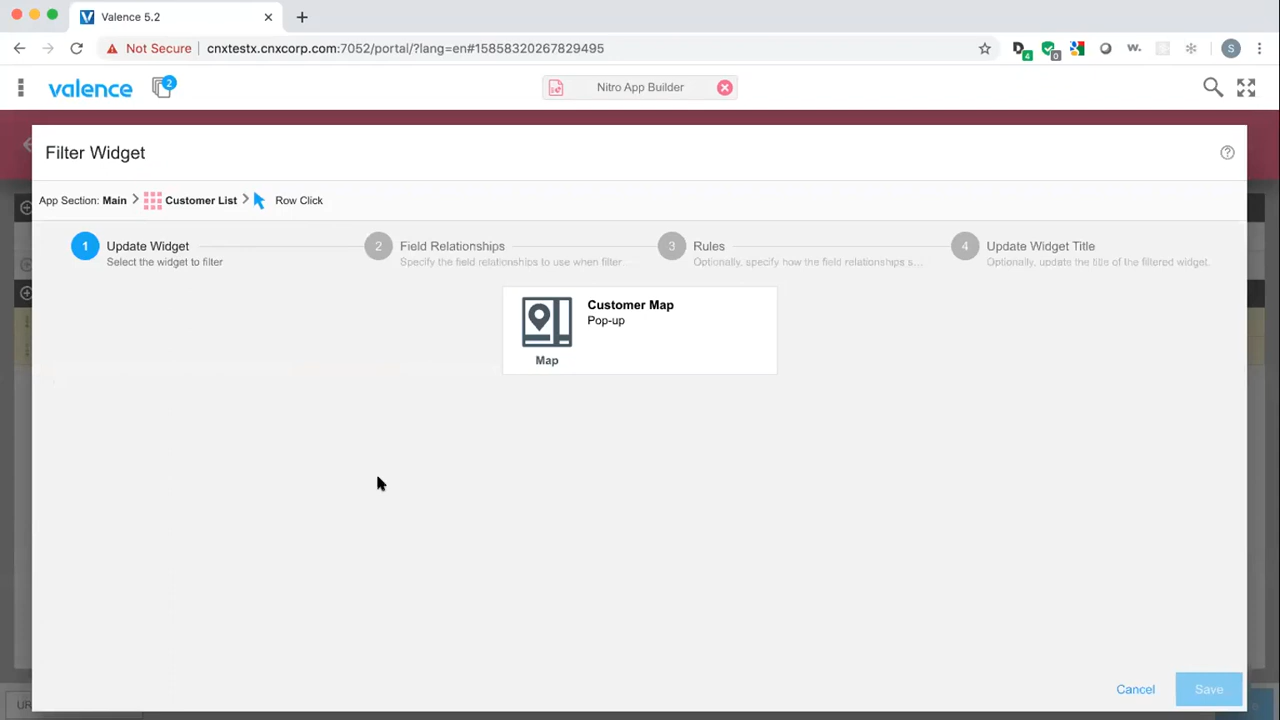 Valence 5.2
Not Secure
cnxtestx.cnxcorp.com:7052/portal/?lang=en#15858320267829495
4
0
W.
S
valence
2
Nitro App Builder
Filter Widget
App Section: Main
Customer List
Row Click
1
Update Widget
Select the widget to filter
2
Field Relationships
Specify the field relationships to use when filter
3
Rules
Optionally, specify how the field relationships s...
4
Update Widget Title
Optionally, update the title of the filtered widget.
Customer Map
Pop-up
Map
Cancel
Save